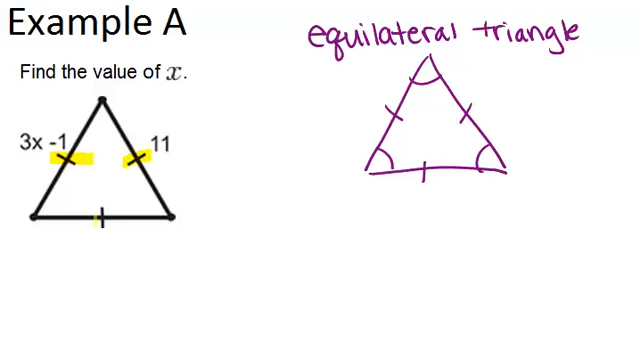 Example A
equilateral triangle
Find the value of x.
3x -1
11